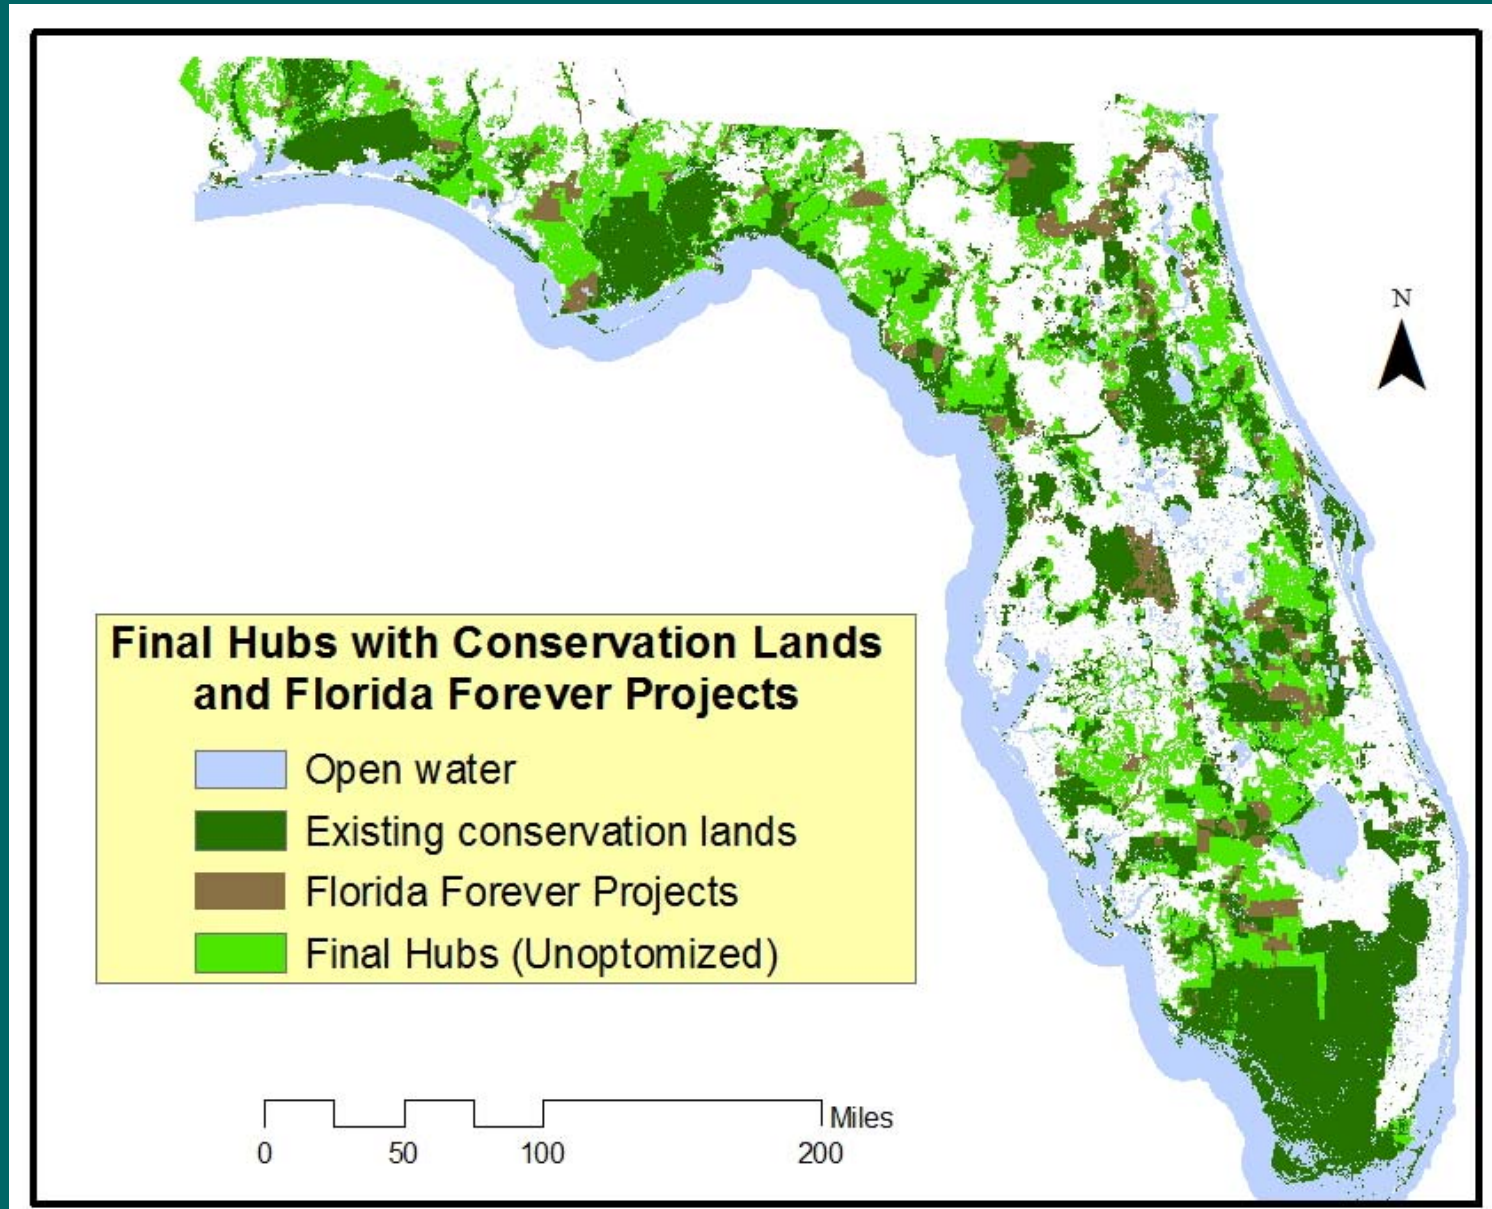 N
Final Hubs with Conservation Lands
and Florida Forever Projects
Open water
Existing conservation lands
Florida Forever Projects
Final Hubs (Unoptomized)
Miles
0 50 100 200